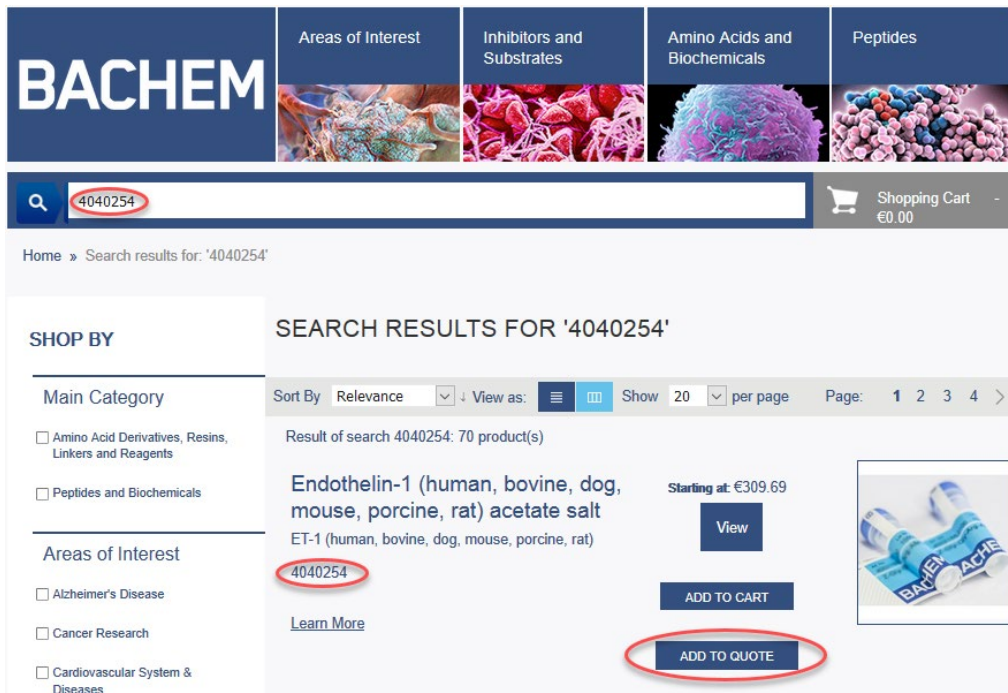 BACHEM
Areas of Interest
Inhibitors and
Substrates
Amino Acids and
Biochemicals
Peptides
4040254
Shopping Cart -
€0.00
Home » Search results for: '4040254'
SHOP BY
Main Category
Amino Acid Derivatives, Resins,
Linkers and Reagents
Peptides and Biochemicals
Areas of Interest
Alzheimer's Disease
Cancer Research
Cardiovascular System &
Diseases
SEARCH RESULTS FOR '4040254'
Sort By Relevance ↓ View as: Show 20 per page Page: 1 2 3 4 >
Result of search 4040254: 70 product(s)
Endothelin-1 (human, bovine, dog,
mouse, porcine, rat) acetate salt
ET-1 (human, bovine, dog, mouse, porcine, rat)
4040254
Learn More
Starting at: €309.69
View
ADD TO CART
ADD TO QUOTE
BACHEM
BACHE